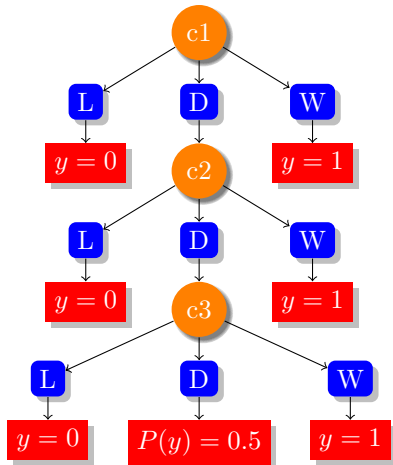 c1
L D W
y = 0 y = 1
c2
L D W
y = 0 y = 1
c3
L D W
y = 0 P(y) = 0.5 y = 1